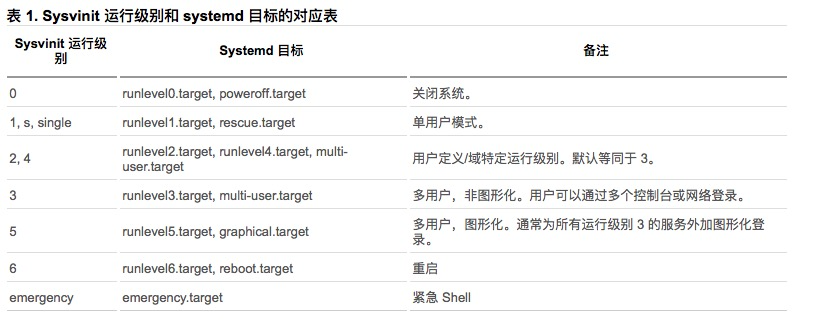 表 1. Sysvinit 运行级别和 systemd 目标的对应表
Sysvinit 运行级
别
Systemd 目标
备注
0
runlevel0.target, poweroff.target
关闭系统。
1, s, single
runlevel1.target, rescue.target
单用户模式。
2, 4
runlevel2.target, runlevel4.target, multi-
user.target
用户定义/域特定运行级别。默认等同于 3。
3
runlevel3.target, multi-user.target
多用户，非图形化。用户可以通过多个控制台或网络登录。
5
runlevel5.target, graphical.target
多用户，图形化。通常为所有运行级别 3 的服务外加图形化登
录。
6
runlevel6.target, reboot.target
重启
emergency
emergency.target
紧急 Shell